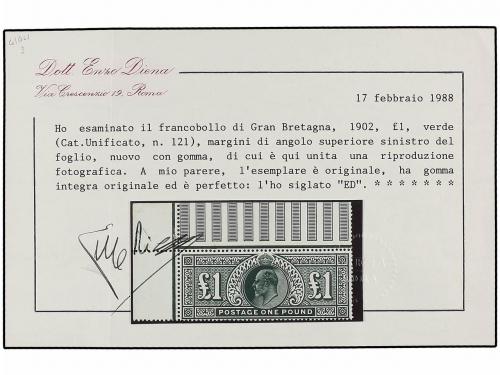 Dott. Enzo Diena
Via Crescenzio 19. Roma
17 febbraio 1988
Ho esaminato il francobollo di Gran Bretagna, 1902, £1, verde
(Cat.Unificato, n. 121), margini di angolo superiore sinistro del
foglio, nuovo con gomma, di cui è qui unita una riproduzione
fotografica. A mio parere, l'esemplare è originale, ha gomma
integra originale ed è perfetto: l'ho siglato "ED". * * * * * * *
£1 £1
POSTAGE ONE POUND